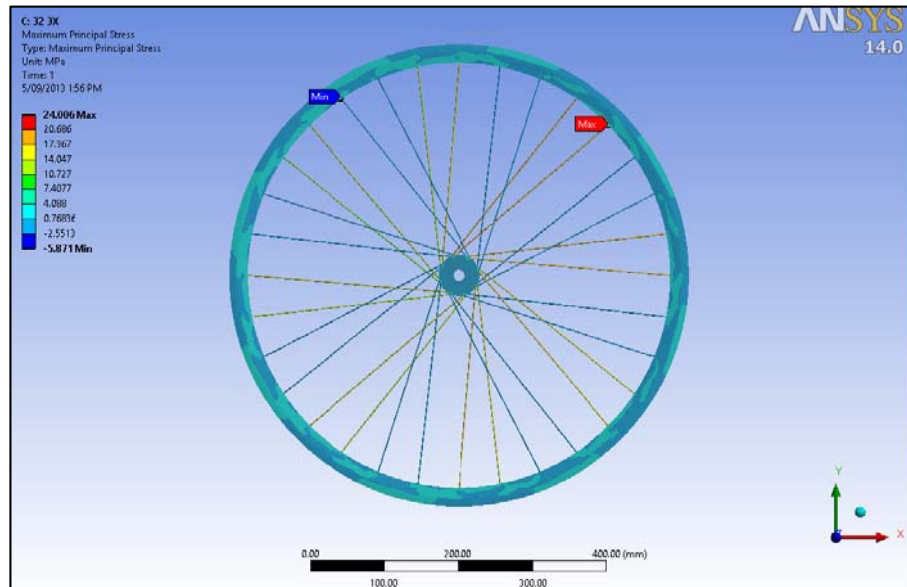 C: 32 3X
Maximum Principal Stress
Type: Maximum Principal Stress
Unit: MPa
Time: 1
5/09/2013 1:56 PM
24.006 Max
20.686
17.367
14.047
10.727
7.4077
4.088
0.76836
-2.5513
-5.871 Min
ANSYS
14.0
Min
Max
Y
X
0.00 200.00 400.00 (mm)
100.00 300.00